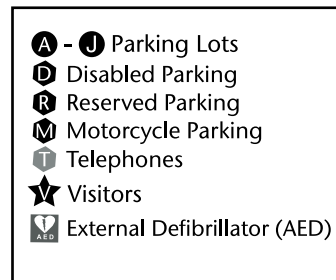 A - J Parking Lots
D Disabled Parking
R Reserved Parking
M Motorcycle Parking
T Telephones
V Visitors
AED External Defibrillator (AED)